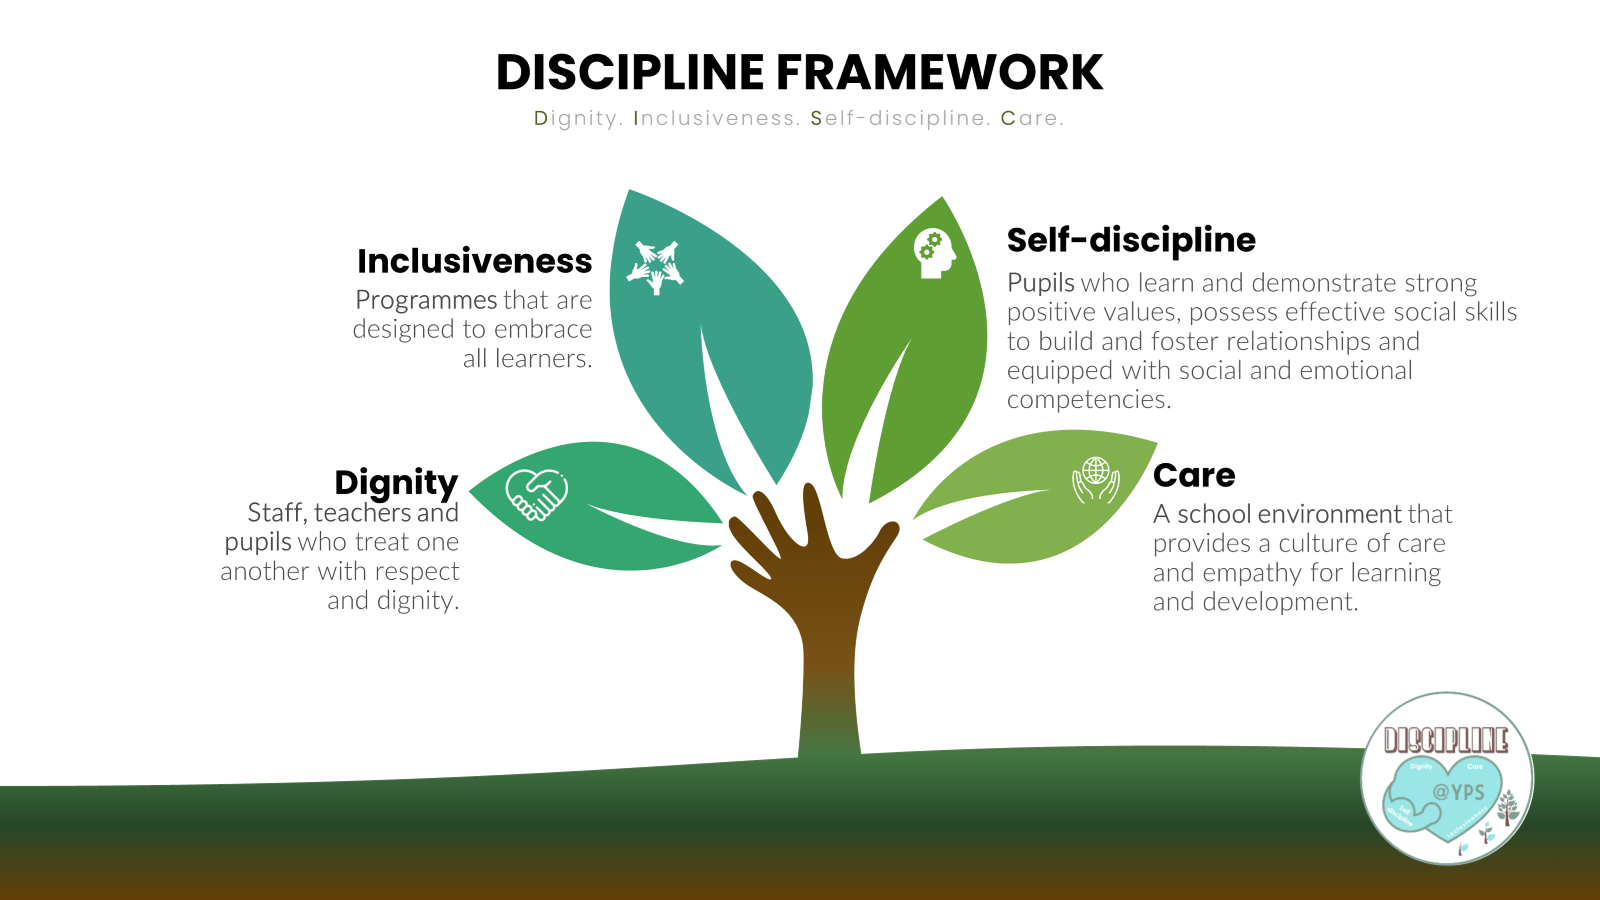 DISCIPLINE FRAMEWORK
Dignity. Inclusiveness. Self-discipline. Care.
Inclusiveness
Programmes that are
designed to embrace
all learners.
Self-discipline
Pupils who learn and demonstrate strong
positive values, possess effective social skills
to build and foster relationships and
equipped with social and emotional
competencies.
Dignity
Staff, teachers and
pupils who treat one
another with respect
and dignity.
Care
A school environment that
provides a culture of care
and empathy for learning
and development.
DISCIPLINE
Dignity Care
@YPS
Self
discipline
Inclusiveness